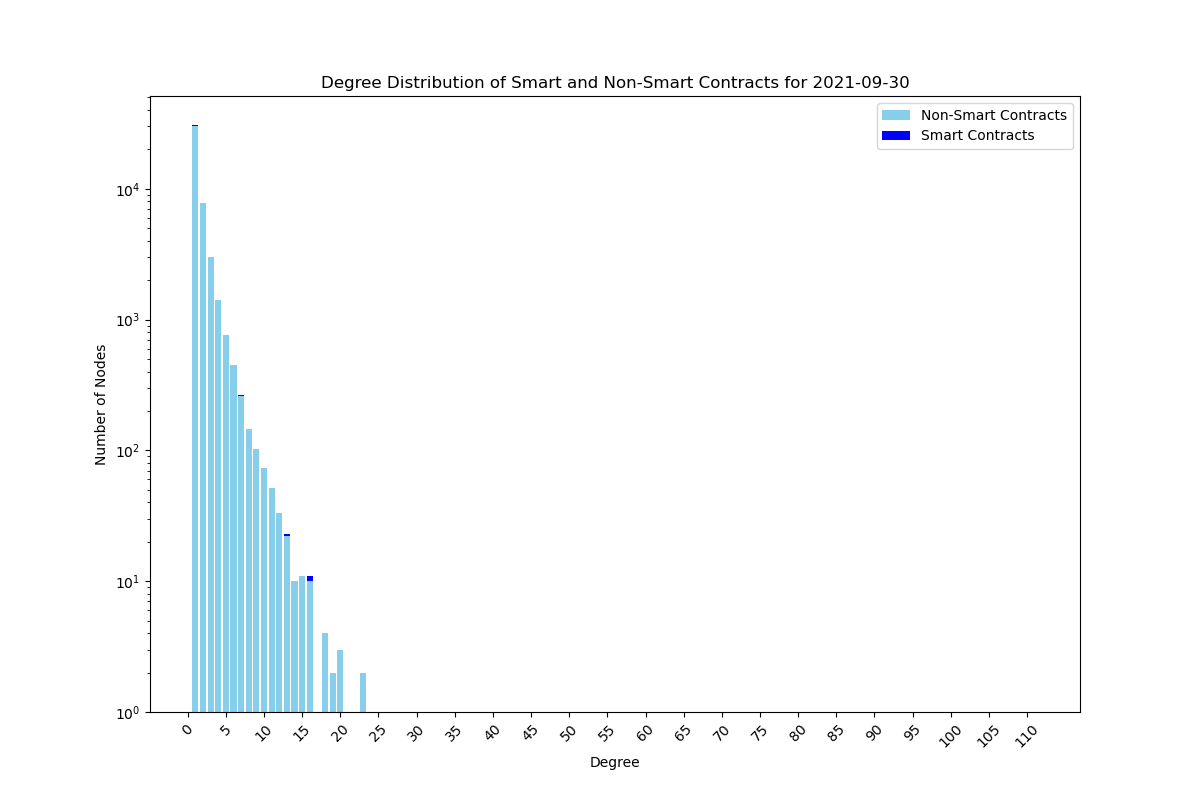 Degree Distribution of Smart and Non-Smart Contracts for 2021-09-30
Non-Smart Contracts
Smart Contracts
Number of Nodes
10^4
10^3
10^2
10^1
10^0
0 5 10 15 20 25 30 35 40 45 50 55 60 65 70 75 80 85 90 95 100 105 110
Degree